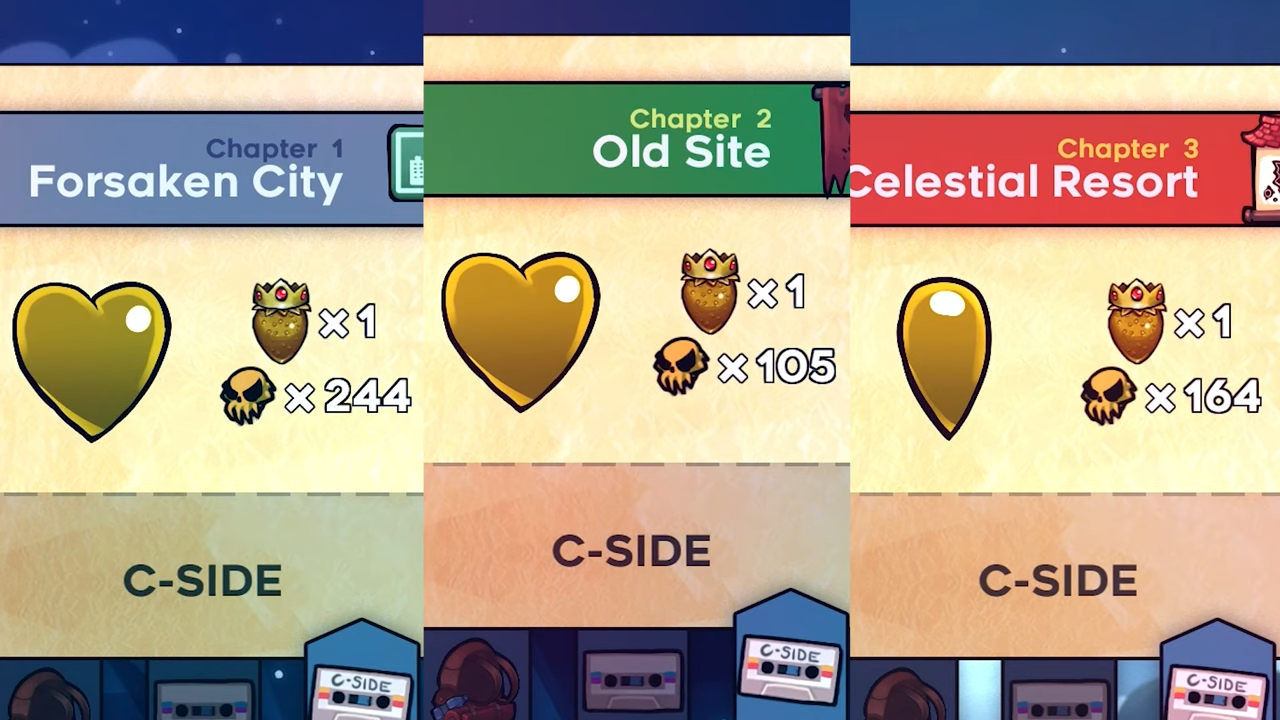 Chapter 1
Forsaken City
×1
×244
C-SIDE
C-SIDE
Chapter 2
Old Site
×1
×105
C-SIDE
C-SIDE
Chapter 3
Celestial Resort
×1
×164
C-SIDE
C-SIDE